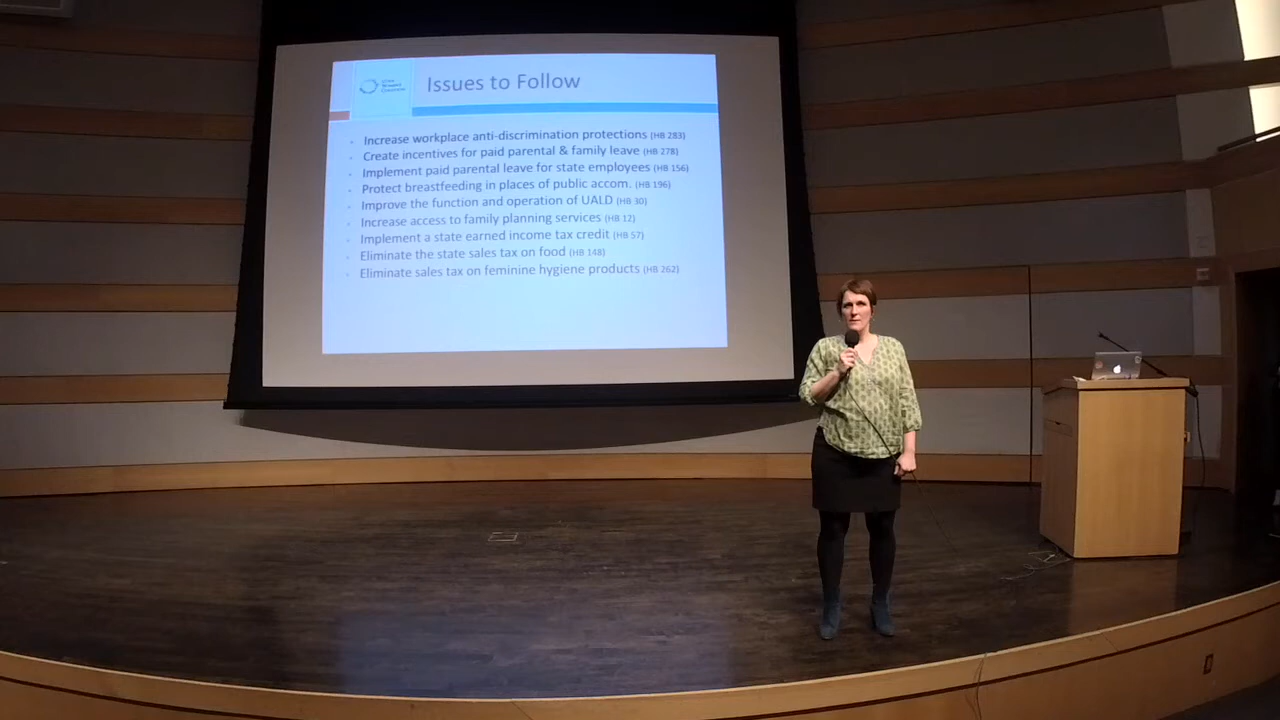 Issues to Follow
Increase workplace anti-discrimination protections (HB 283)
Create incentives for paid parental & family leave (HB 278)
Implement paid parental leave for state employees (HB 156)
Protect breastfeeding in places of public accom. (HB 196)
Improve the function and operation of UALD (HB 30)
Increase access to family planning services (HB 12)
Implement a state earned income tax credit (HB 57)
Eliminate the state sales tax on food (HB 148)
Eliminate sales tax on feminine hygiene products (HB 262)